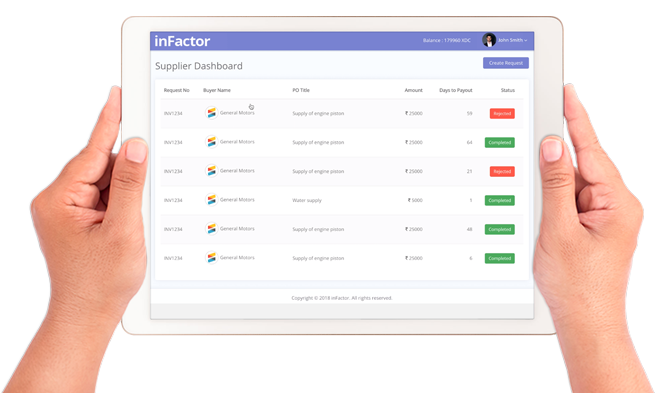 inFactor
Balance : 179960 XDC
John Smith
Supplier Dashboard
Create Request
Request No Buyer Name PO Title Amount Days to Payout Status
INV1234 General Motors Supply of engine piston ₹ 25000 59 Rejected
INV1234 General Motors Supply of engine piston ₹ 25000 64 Completed
INV1234 General Motors Supply of engine piston ₹ 25000 21 Rejected
INV1234 General Motors Water supply ₹ 5000 1 Completed
INV1234 General Motors Supply of engine piston ₹ 25000 48 Completed
INV1234 General Motors Supply of engine piston ₹ 25000 6 Completed
Copyright © 2018 inFactor. All rights reserved.